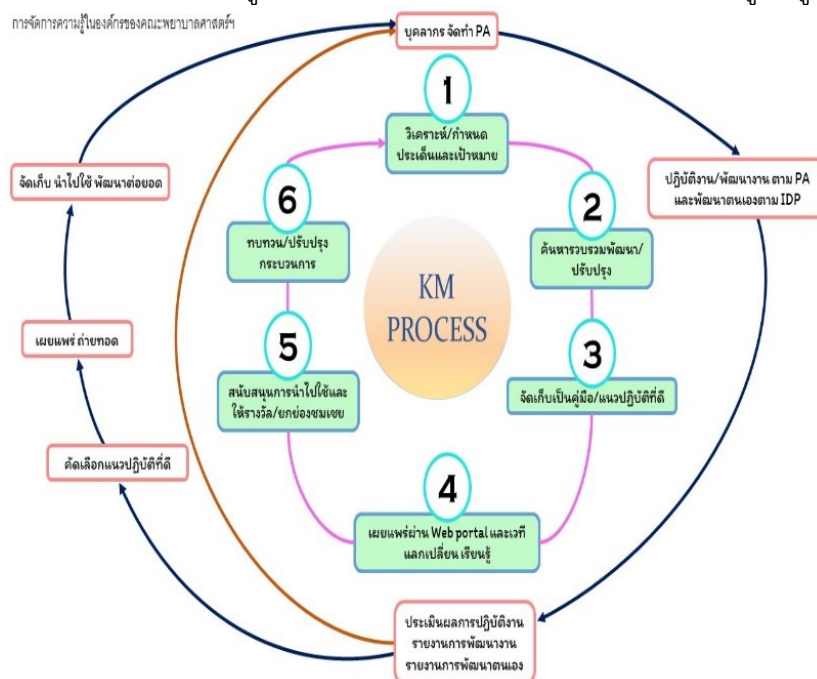 การจัดการความรู้ในองค์กรของคณะพยาบาลศาสตร์ฯ
บุคลากร จัดทำ PA
1
วิเคราะห์/กำหนด
ประเด็นและเป้าหมาย
จัดเก็บ นำไปใช้ พัฒนาต่อยอด
ปฏิบัติงาน/พัฒนางาน ตาม PA
และพัฒนาตนเองตาม IDP
6
ทบทวน/ปรับปรุง
กระบวนการ
2
ค้นหารวบรวมพัฒนา/
ปรับปรุง
KM
PROCESS
เผยแพร่ ถ่ายทอด
5
สนับสนุนการนำไปใช้และ
ให้รางวัล/ยกย่องชมเชย
3
จัดเก็บเป็นคู่มือ/แนวปฏิบัติที่ดี
คัดเลือกแนวปฏิบัติที่ดี
4
เผยแพร่ผ่าน Web portal และเวที
แลกเปลี่ยน เรียนรู้
ประเมินผลการปฏิบัติงาน
รายงานการพัฒนางาน
รายงานการพัฒนาตนเอง